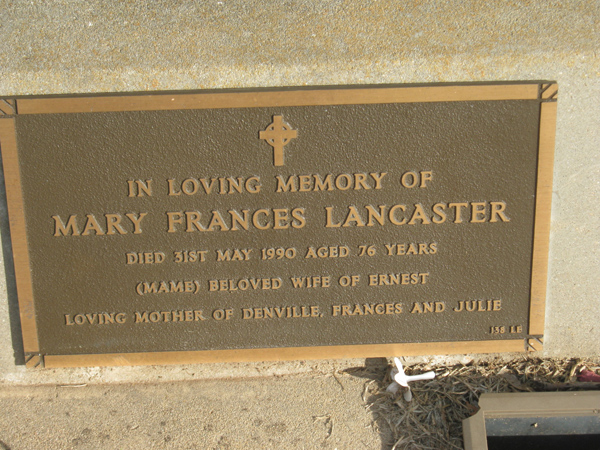 IN LOVING MEMORY OF
MARY FRANCES LANCASTER
DIED 31ST MAY 1990 AGED 76 YEARS
(MAME) BELOVED WIFE OF ERNEST
LOVING MOTHER OF DENVILLE, FRANCES AND JULIE
138 LE